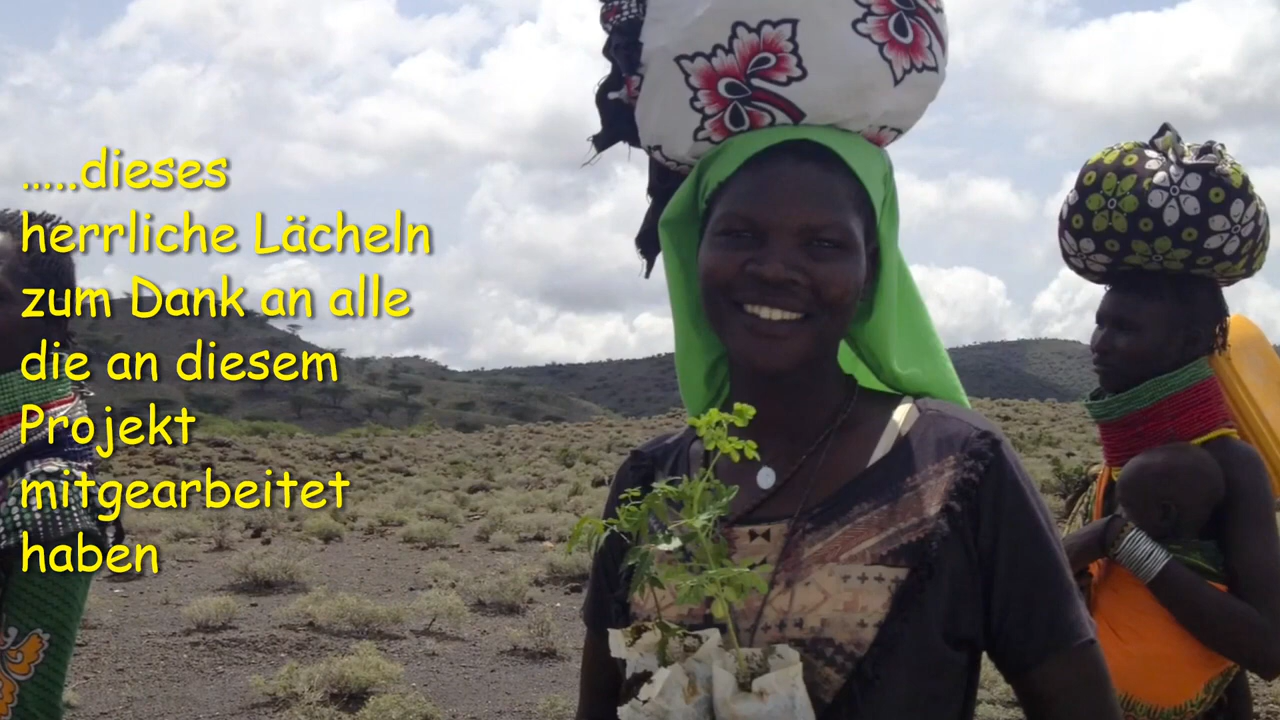 .....dieses
herrliche Lächeln
zum Dank an alle
die an diesem
Projekt
mitgearbeitet
haben